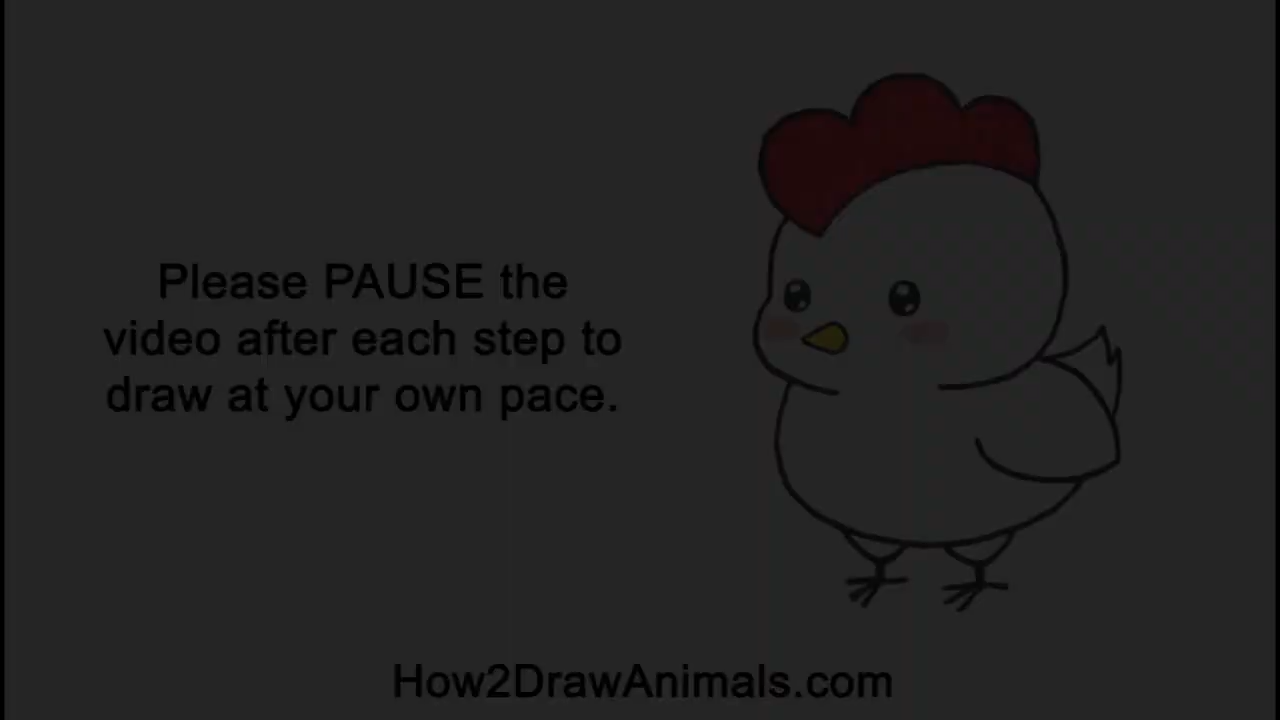 Please PAUSE the
video after each step to
draw at your own pace.
How2DrawAnimals.com